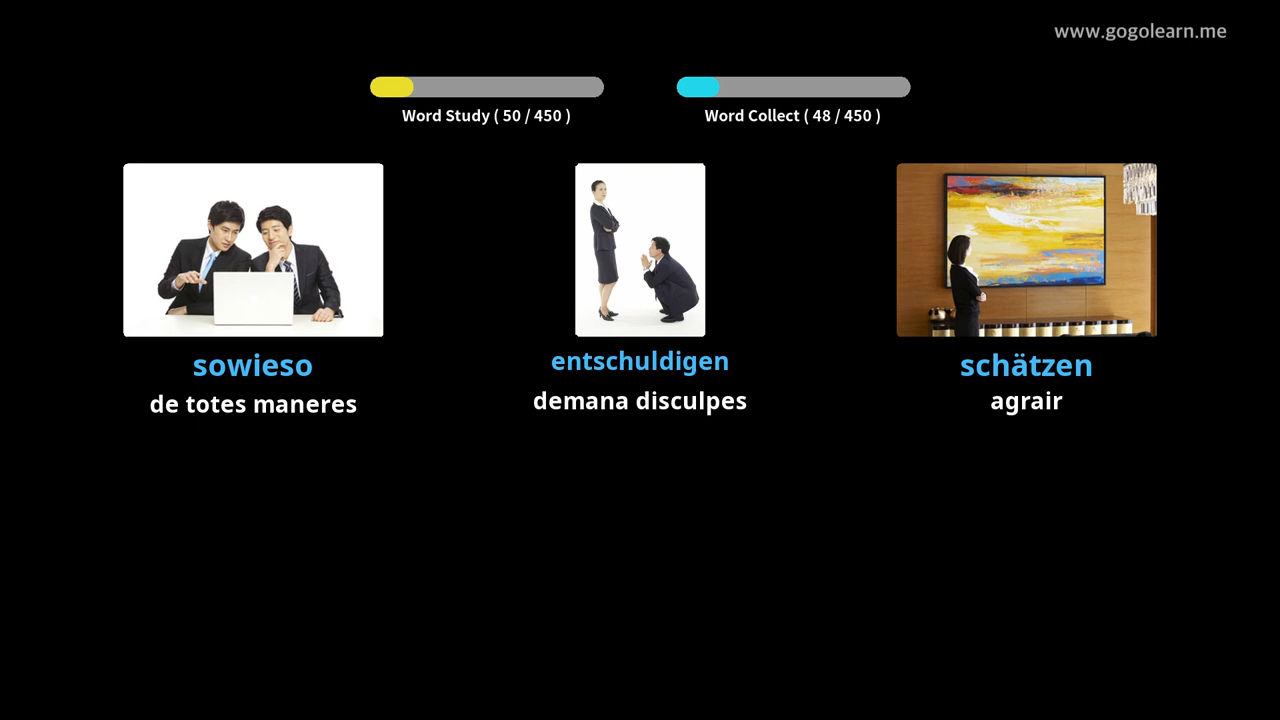 www.gogolearn.me
Word Study ( 50 / 450 )
Word Collect ( 48 / 450 )
sowieso
de totes maneres
entschuldigen
demana disculpes
schätzen
agrair